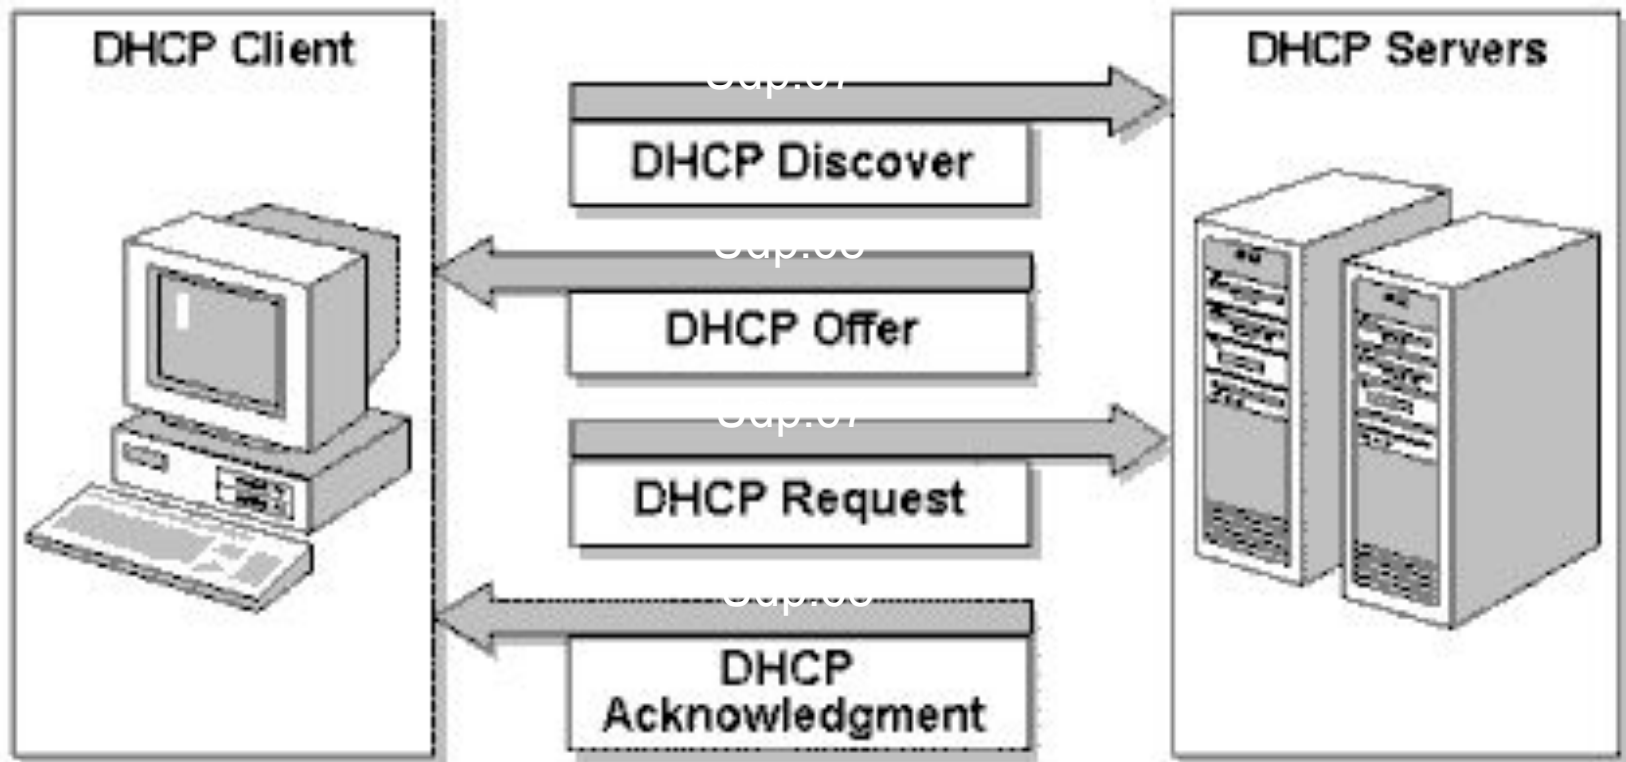 DHCP Client
DHCP Servers
DHCP Discover
DHCP Offer
DHCP Request
DHCP
Acknowledgment